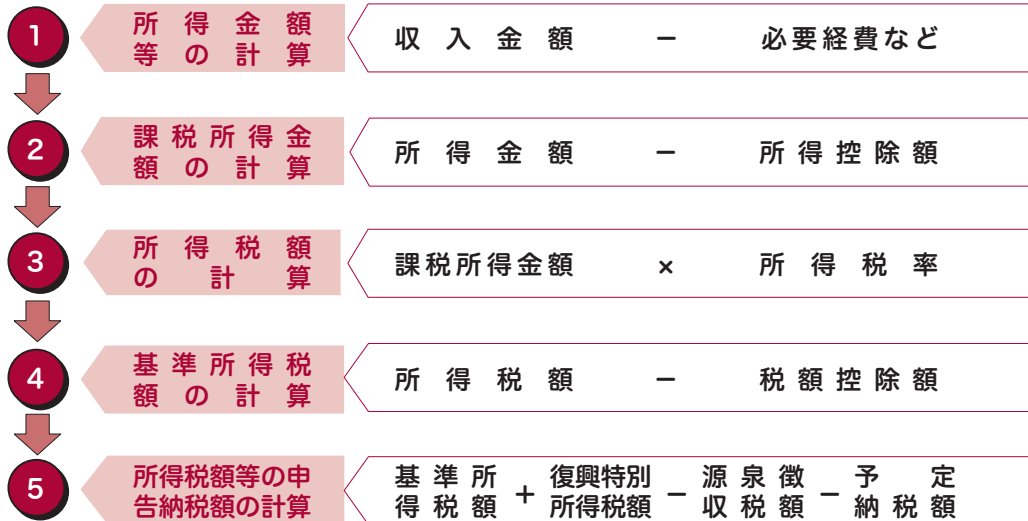 1
所得金額
等の計算
収入金額 － 必要経費など
2
課税所得金
額の計算
所得金額 － 所得控除額
3
所得税額
の計算
課税所得金額 × 所得税率
4
基準所得税
額の計算
所得税額 － 税額控除額
5
所得税額等の申
告納税額の計算
基準所 復興特別 源泉徴 予定
得税額 + 所得税額 － 収税額 － 納税額